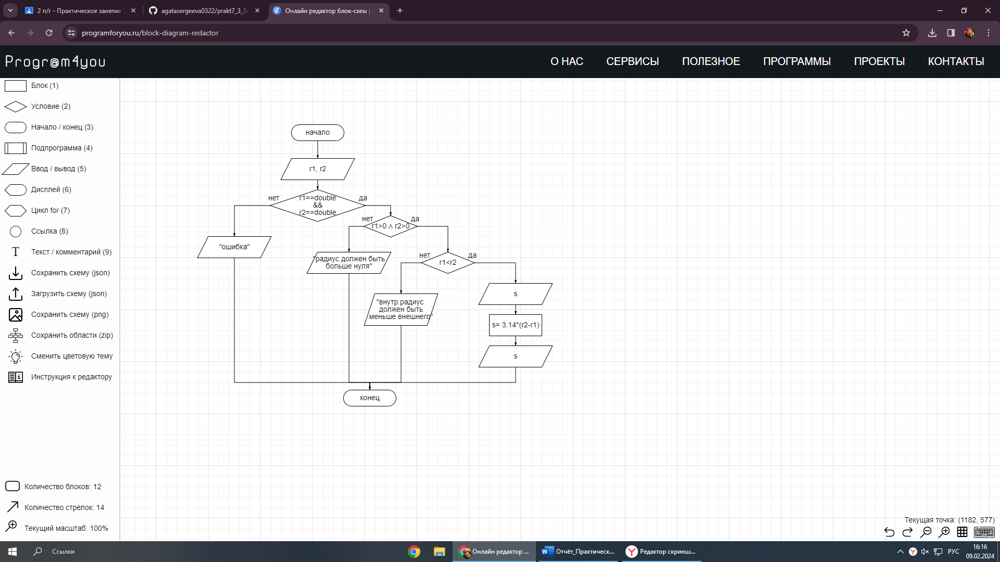 2 п/г - Практическое занятие
agatasergeeva0322/prakt7_3_Se
Онлайн редактор блок-схем |
programforyou.ru/block-diagram-redactor
Progr@m4you
О НАС
СЕРВИСЫ
ПОЛЕЗНОЕ
ПРОГРАММЫ
ПРОЕКТЫ
КОНТАКТЫ
Блок (1)
Условие (2)
Начало / конец (3)
Подпрограмма (4)
Ввод / вывод (5)
Дисплей (6)
Цикл for (7)
Ссылка (8)
Текст / комментарий (9)
Сохранить схему (json)
Загрузить схему (json)
Сохранить схему (png)
Сохранить области (zip)
Сменить цветовую тему
Инструкция к редактору
Количество блоков: 12
Количество стрелок: 14
Текущий масштаб: 100%
начало
r1, r2
нет
r1==double
&&
r2==double
да
нет
r1>0 ∧ r2>0
да
"ошибка"
"радиус должен быть
больше нуля"
нет
r1<r2
да
"внутр.радиус
должен быть
меньше внешнего"
s
s= 3.14*(r2-r1)
s
конец
Текущая точка: (1182, 577)
Ссылки
Онлайн редактор ...
Отчёт_Практическ...
Редактор скринш...
РУС
16:16
09.02.2024